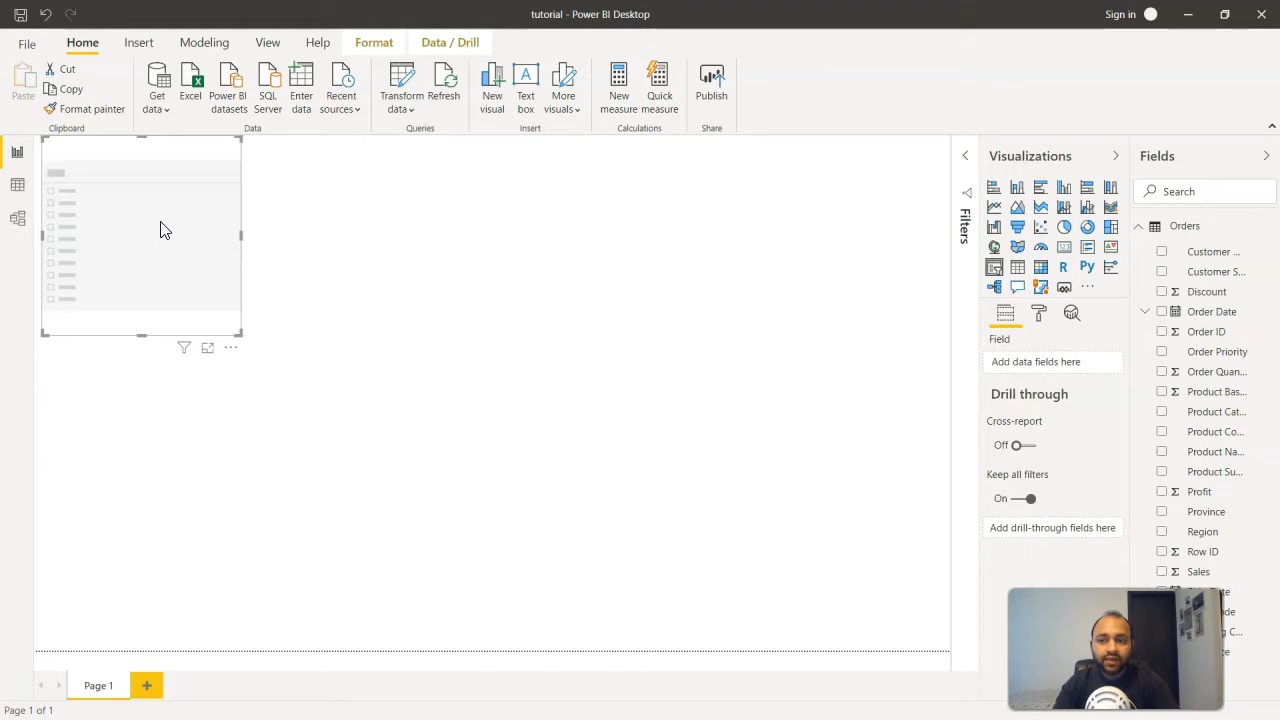 tutorial - Power BI Desktop
Sign in
File
Home
Insert
Modeling
View
Help
Format
Data / Drill
Paste
Cut
Copy
Format painter
Clipboard
Get data
Excel
Power BI datasets
SQL Server
Enter data
Recent sources
Data
Transform data
Refresh
Queries
New visual
Text box
More visuals
Insert
New measure
Quick measure
Calculations
Publish
Share
Filters
Visualizations
R
Py
Field
Add data fields here
Drill through
Cross-report
Off
Keep all filters
On
Add drill-through fields here
Fields
Search
Orders
Customer ...
Customer S...
Discount
Order Date
Order ID
Order Priority
Order Quan...
Product Bas...
Product Cat...
Product Co...
Product Na...
Product Su...
Profit
Province
Region
Row ID
Sales
Page 1
Page 1 of 1